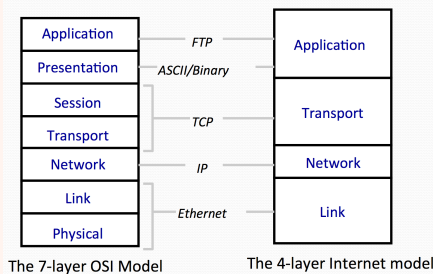 Application
Presentation
Session
Transport
Network
Link
Physical
The 7-layer OSI Model
FTP
ASCII/Binary
TCP
IP
Ethernet
Application
Transport
Network
Link
The 4-layer Internet model